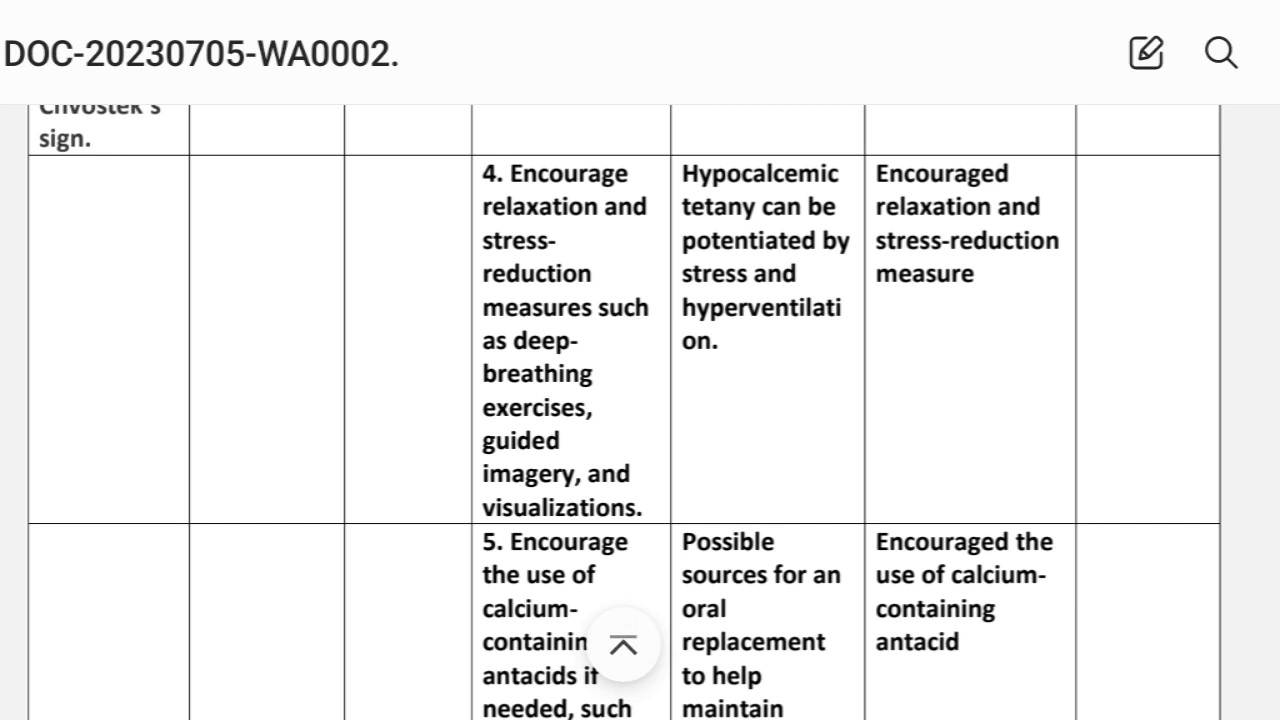 DOC-20230705-WA0002.
Chvostek's
sign.
4. Encourage
relaxation and
stress-
reduction
measures such
as deep-
breathing
exercises,
guided
imagery, and
visualizations.
Hypocalcemic
tetany can be
potentiated by
stress and
hyperventilati
on.
Encouraged
relaxation and
stress-reduction
measure
5. Encourage
the use of
calcium-
containin
antacids if
needed, such
Possible
sources for an
oral
replacement
to help
maintain
Encouraged the
use of calcium-
containing
antacid